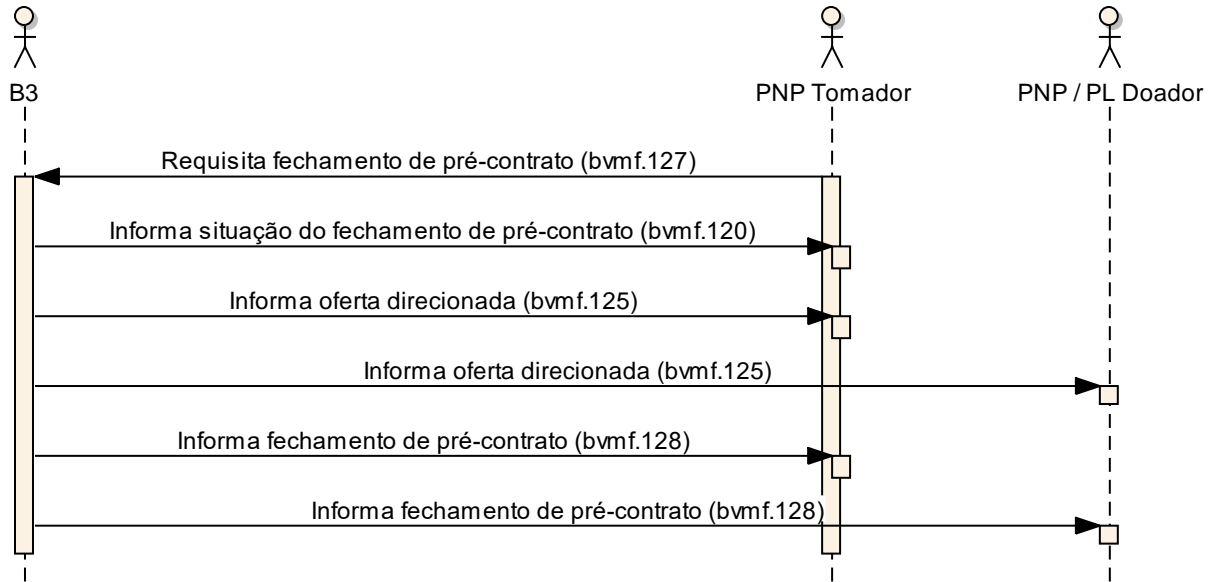 B3
PNP Tomador
PNP / PL Doador
Requisita fechamento de pré-contrato (bvmf.127)
Informa situação do fechamento de pré-contrato (bvmf.120)
Informa oferta direcionada (bvmf.125)
Informa oferta direcionada (bvmf.125)
Informa fechamento de pré-contrato (bvmf.128)
Informa fechamento de pré-contrato (bvmf.128)